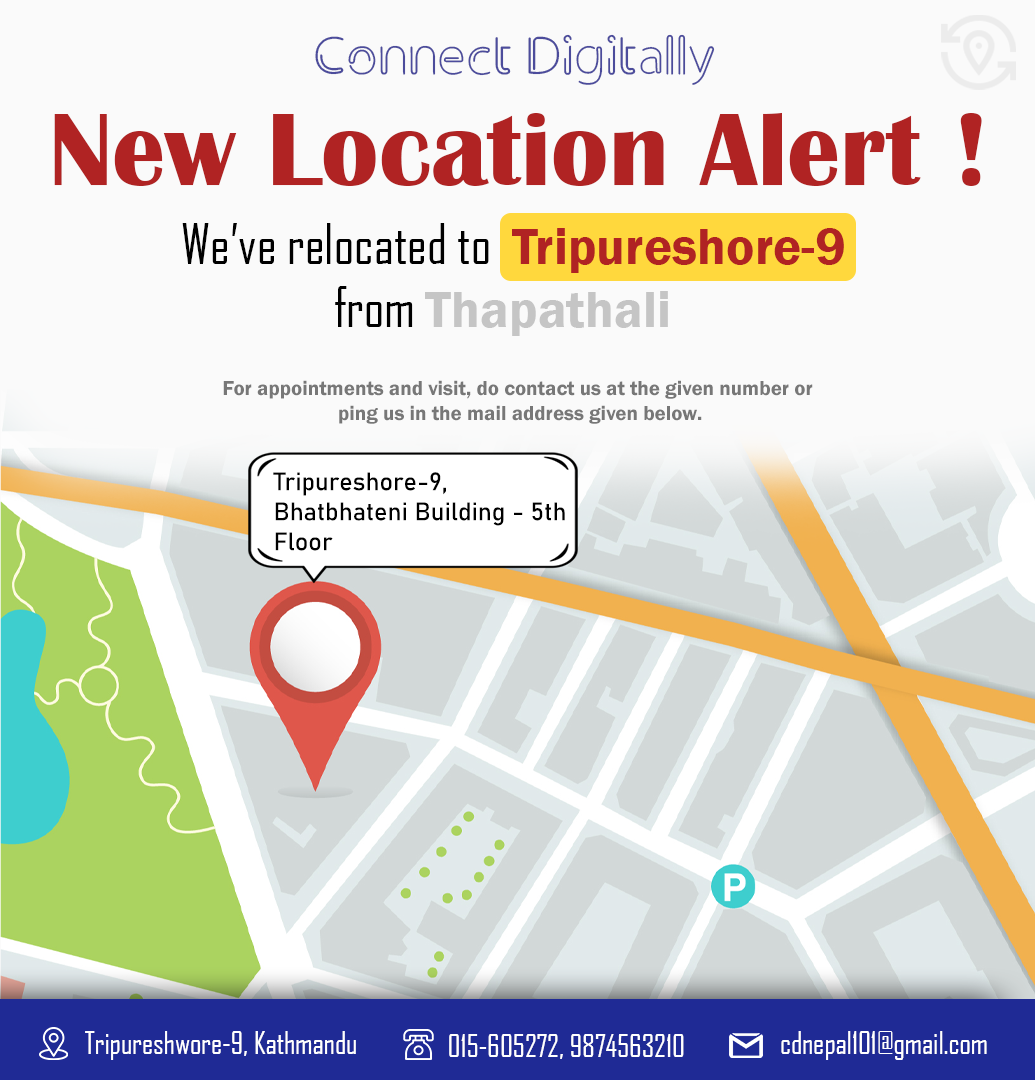 Connect Digitally
New Location Alert !
We've relocated to Tripureshore-9
from Thapathali
For appointments and visit, do contact us at the given number or
ping us in the mail address given below.
Tripureshore-9,
Bhatbhateni Building - 5th
Floor
P
Tripureshwore-9, Kathmandu 015-605272, 9874563210 cdnepal101@gmail.com